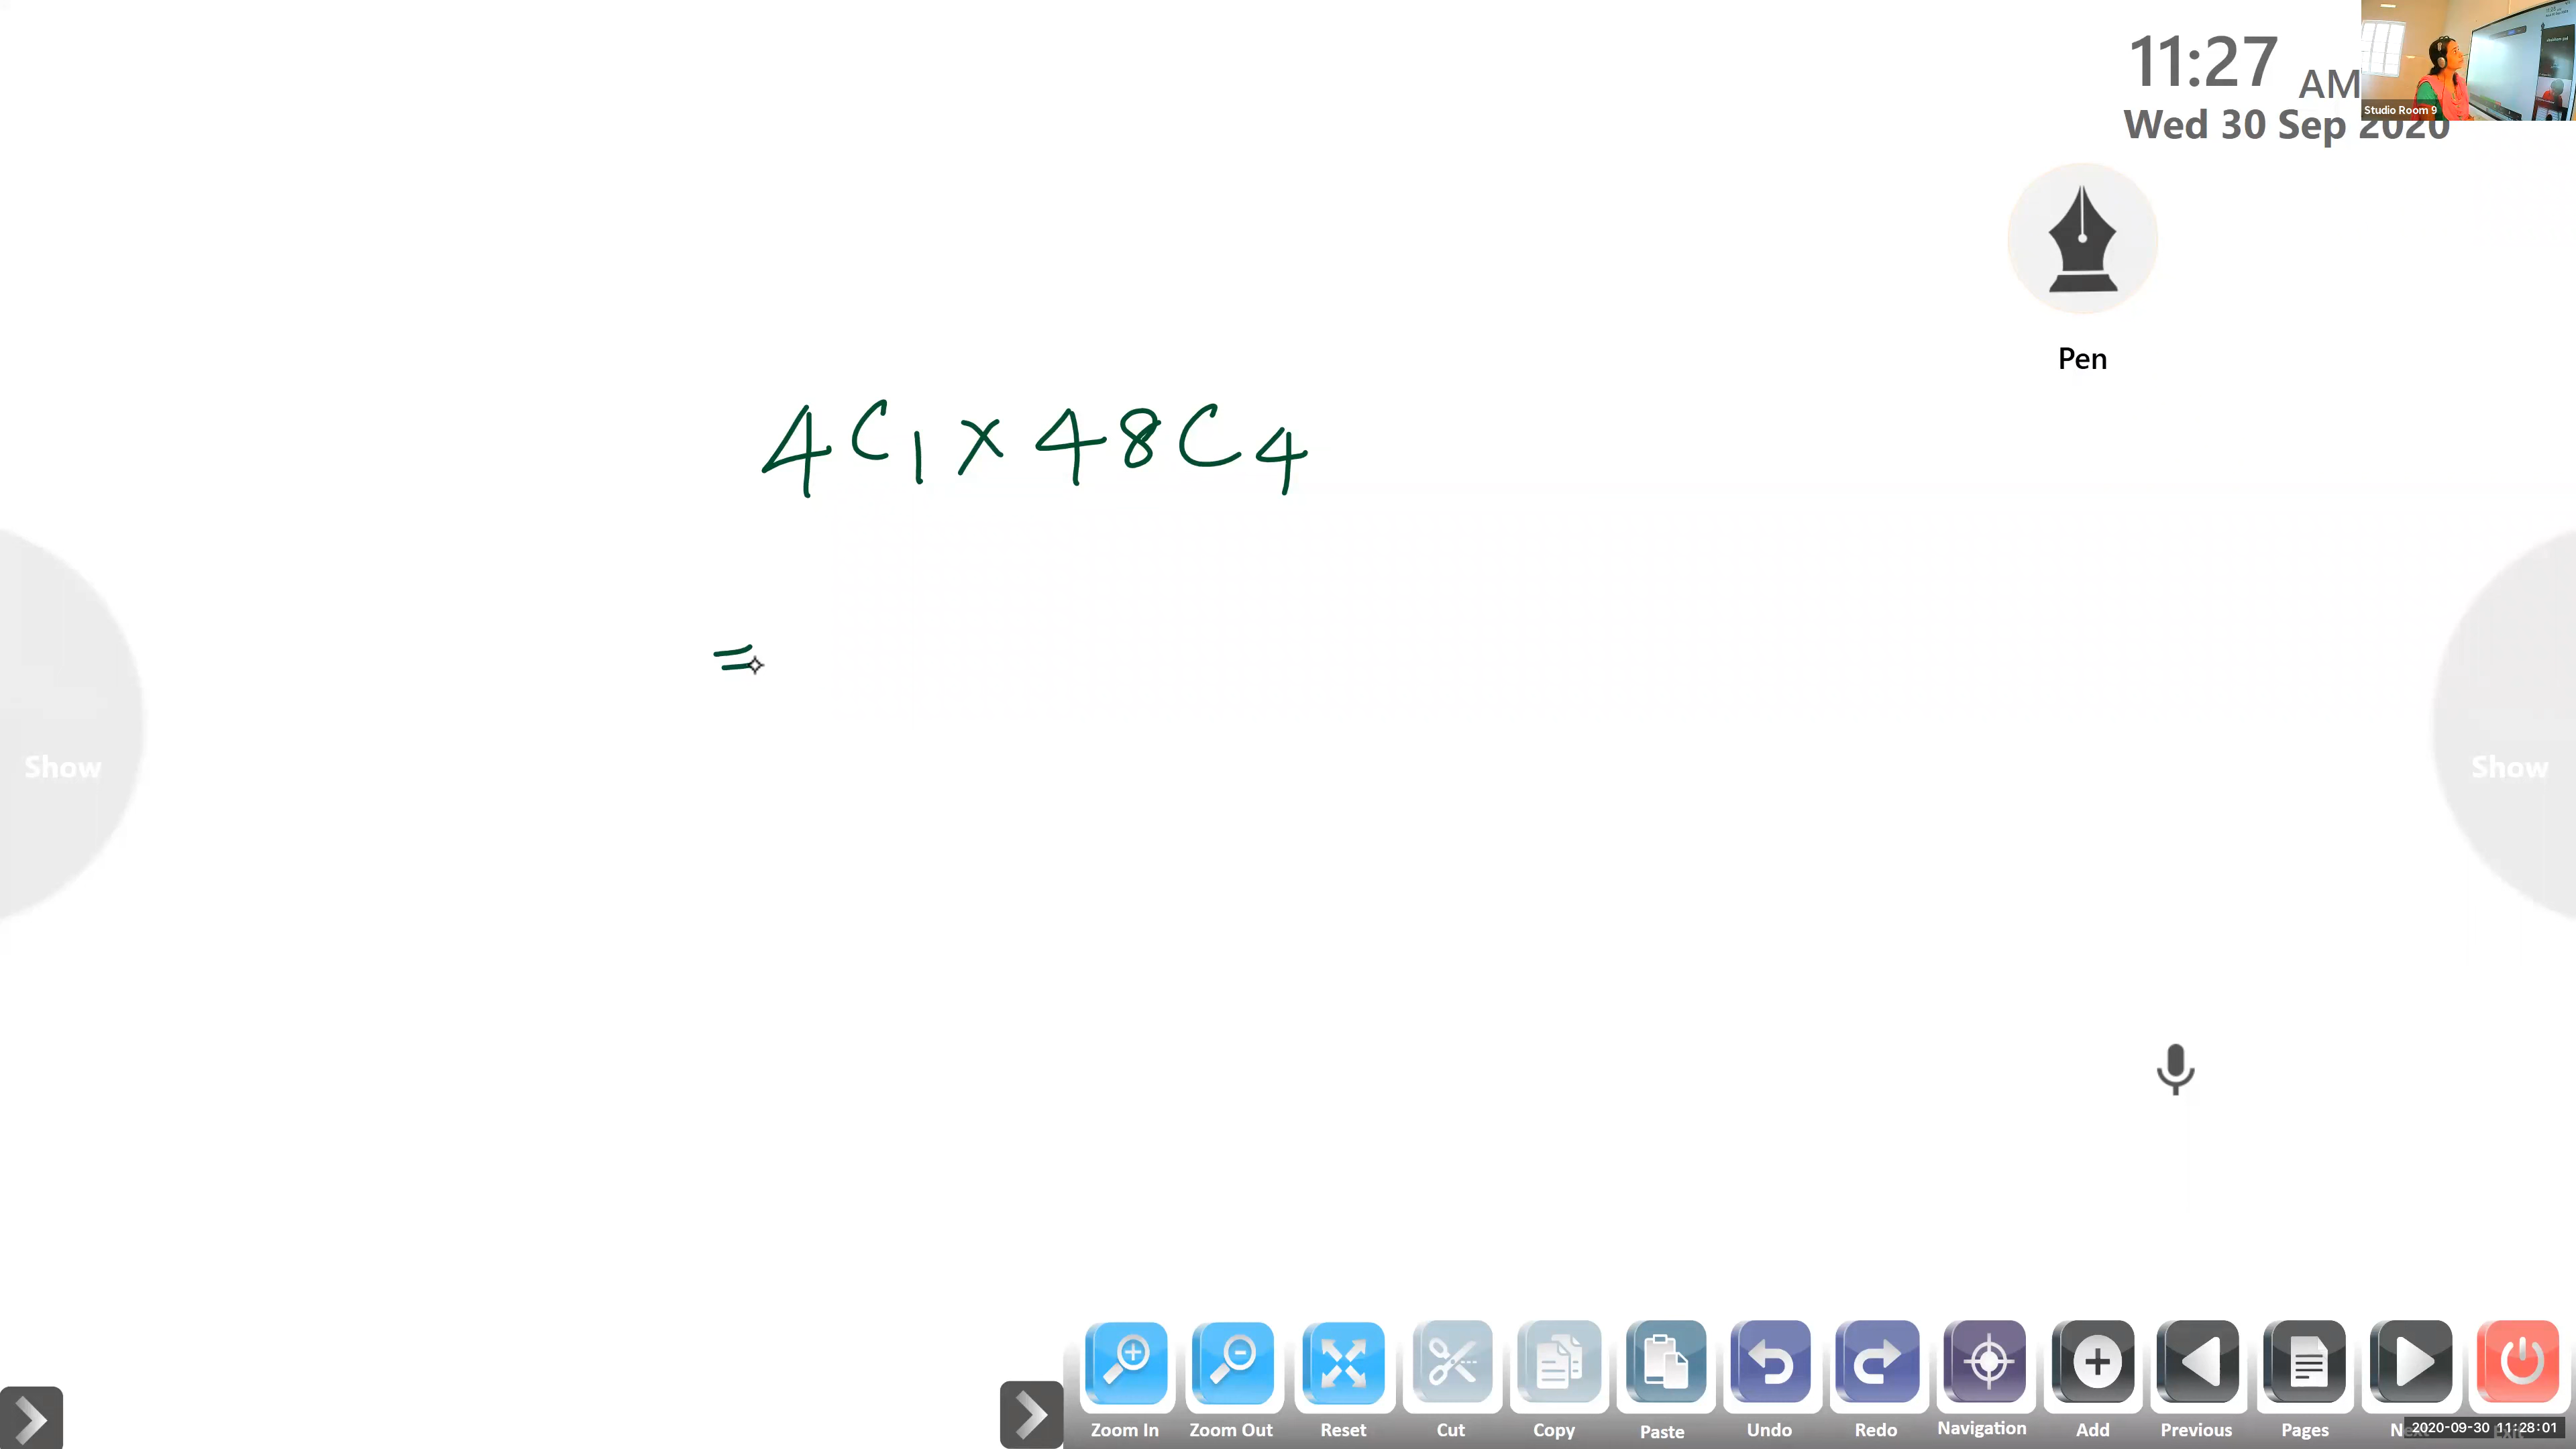 11:27 AM
Studio Room 9
Wed 30 Sep 2020
Pen
4C₁ × 48C₄
=
Show
Show
Zoom In Zoom Out Reset Cut Copy Paste Undo Redo Navigation Add Previous Pages
2020-09-30 11:28:01